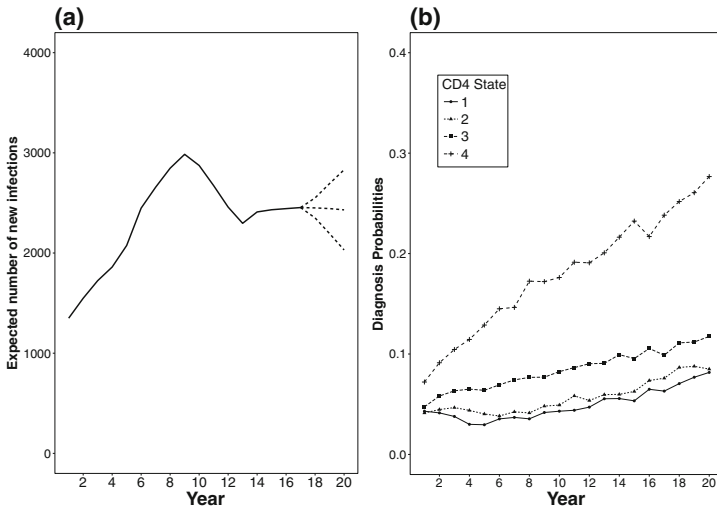 (a)
Expected number of new infections
4000
3000
2000
1000
0
2 4 6 8 10 12 14 16 18 20
Year
(b)
Diagnosis Probabilities
0.4
0.3
0.2
0.1
0.0
CD4 State
1
2
3
4
2 4 6 8 10 12 14 16 18 20
Year